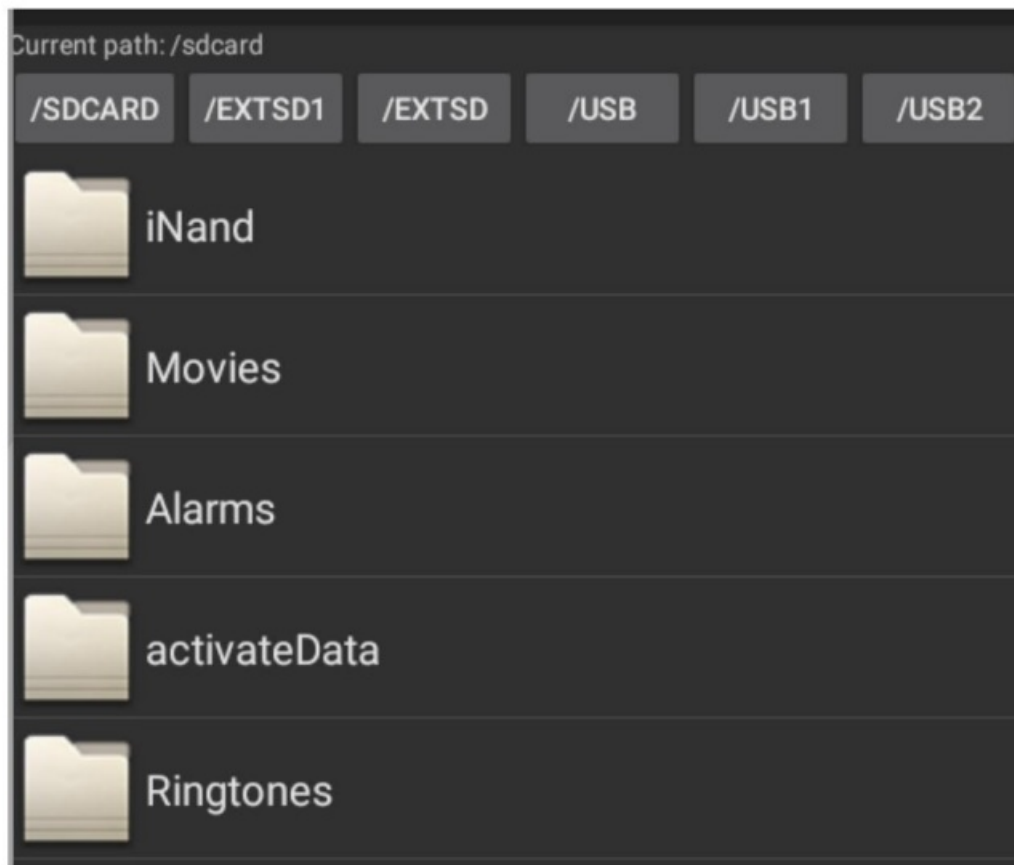 Current path: /sdcard
/SDCARD /EXTSD1 /EXTSD /USB /USB1 /USB2
iNand
Movies
Alarms
activateData
Ringtones